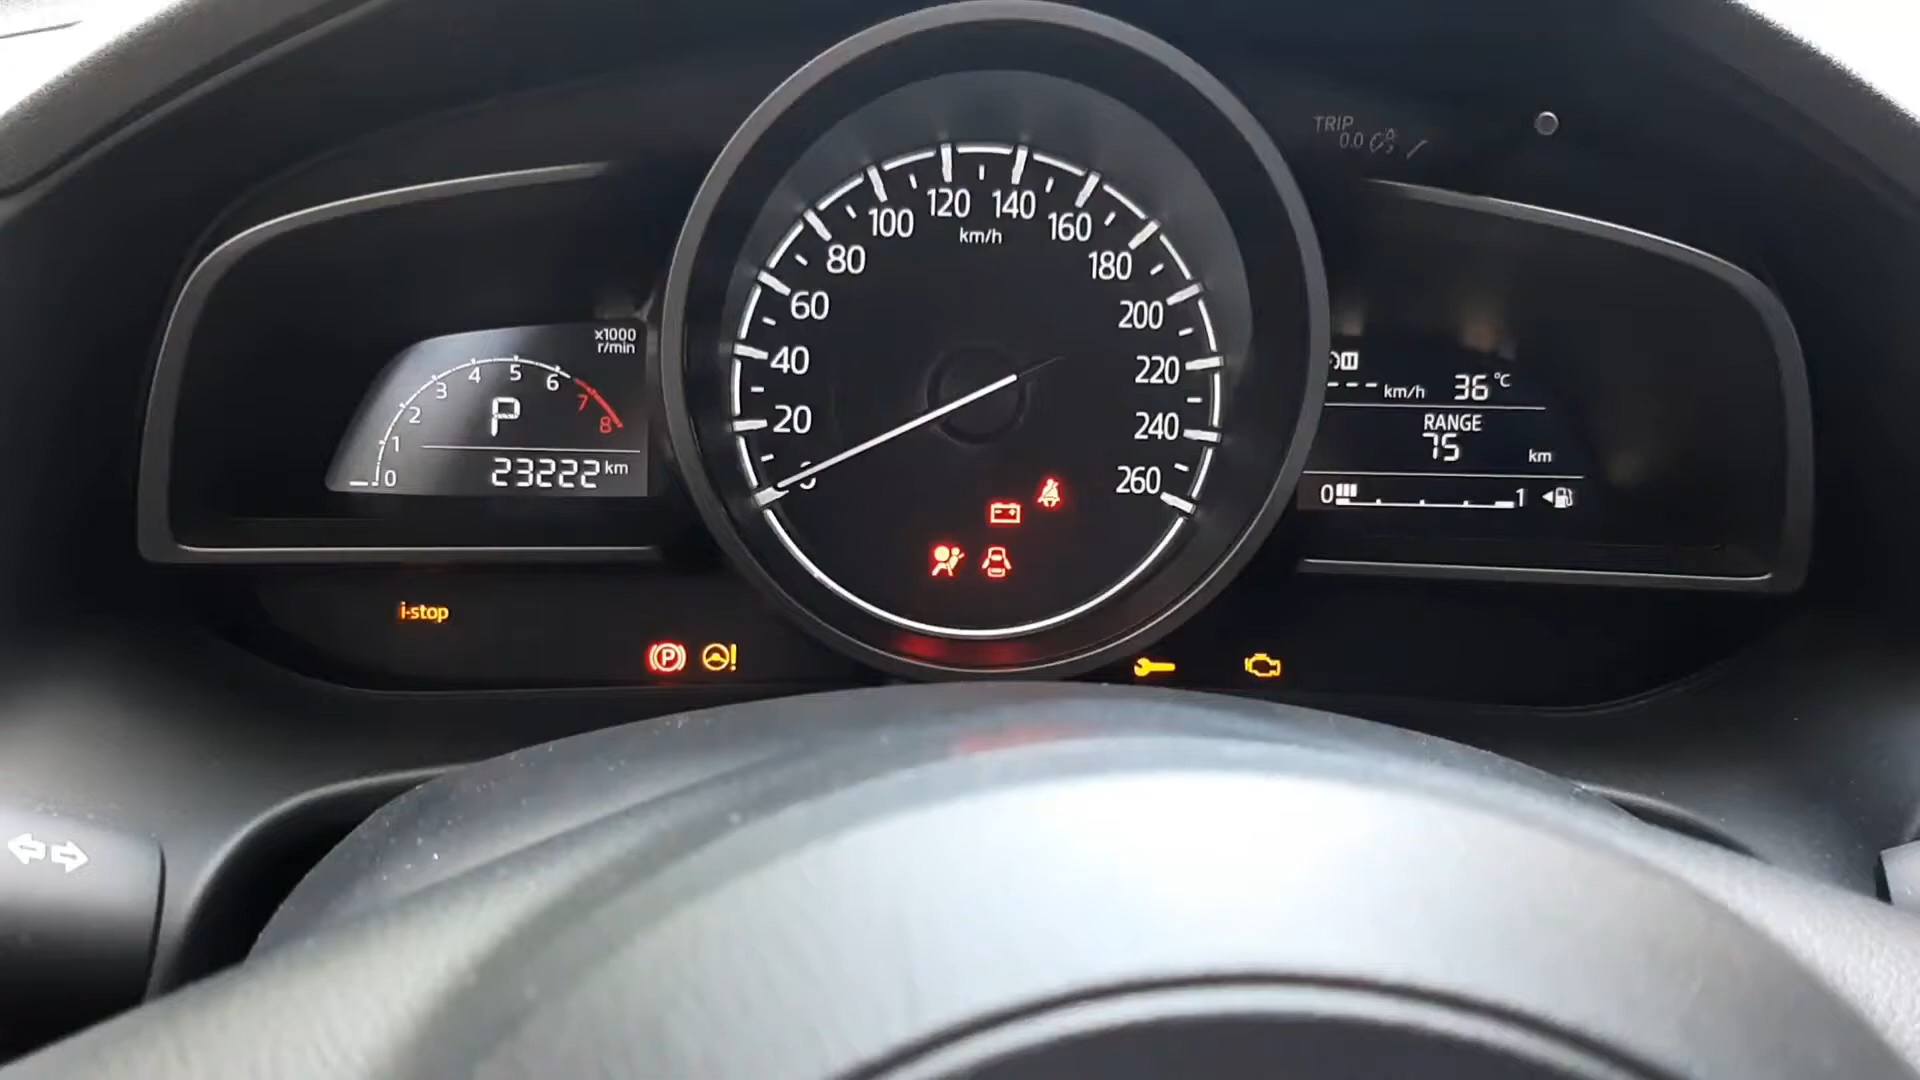 x1000
r/min
0
1
2
3
4
5
6
7
8
P
23222 km
0
20
40
60
80
100
120
140
160
180
200
220
240
260
km/h
TRIP
0.0
--- km/h 36 °C
RANGE
75 km
0 1
i-stop
P !